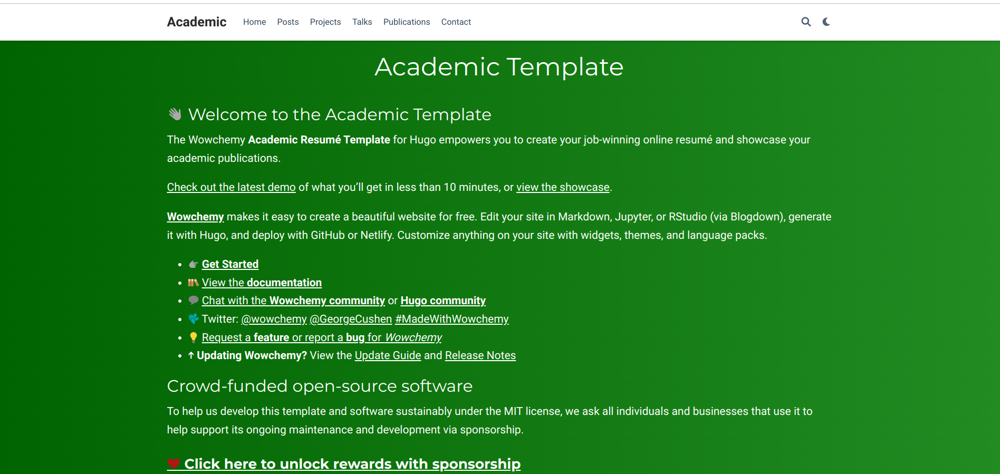 Academic Home Posts Projects Talks Publications Contact
Academic Template
👋 Welcome to the Academic Template
The Wowchemy Academic Resumé Template for Hugo empowers you to create your job-winning online resumé and showcase your
academic publications.
Check out the latest demo of what you’ll get in less than 10 minutes, or view the showcase.
Wowchemy makes it easy to create a beautiful website for free. Edit your site in Markdown, Jupyter, or RStudio (via Blogdown), generate
it with Hugo, and deploy with GitHub or Netlify. Customize anything on your site with widgets, themes, and language packs.
• 👉 Get Started
• 📚 View the documentation
• 💬 Chat with the Wowchemy community or Hugo community
• 🐦 Twitter: @wowchemy @GeorgeCushen #MadeWithWowchemy
• 💡 Request a feature or report a bug for Wowchemy
• ⬆️ Updating Wowchemy? View the Update Guide and Release Notes
Crowd-funded open-source software
To help us develop this template and software sustainably under the MIT license, we ask all individuals and businesses that use it to
help support its ongoing maintenance and development via sponsorship.
❤️ Click here to unlock rewards with sponsorship